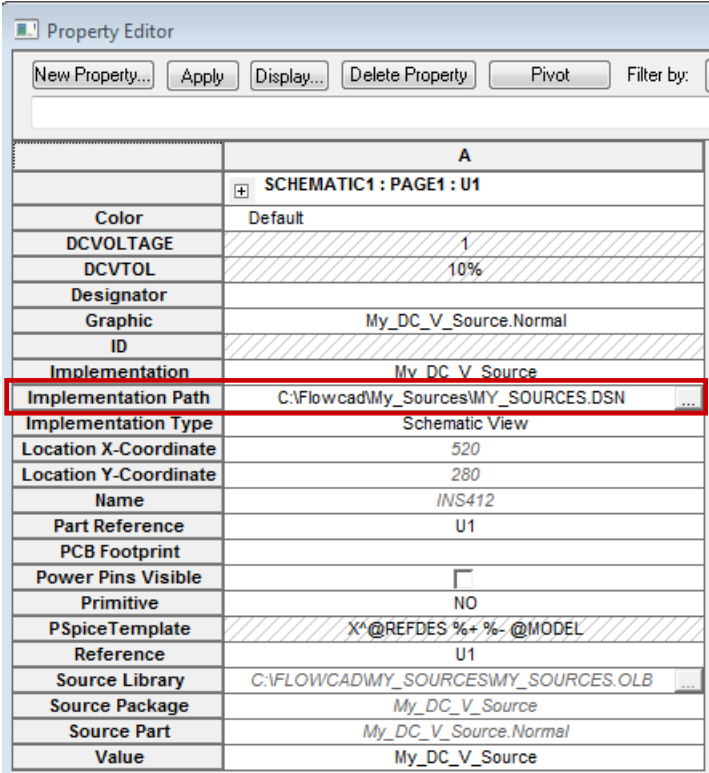 Property Editor
New Property... Apply Display... Delete Property Pivot Filter by:
A
SCHEMATIC1 : PAGE1 : U1
Color Default
DCVOLTAGE 1
DCVTOL 10%
Designator
Graphic My_DC_V_Source.Normal
ID
Implementation My_DC_V_Source
Implementation Path C:\Flowcad\My_Sources\MY_SOURCES.DSN ...
Implementation Type Schematic View
Location X-Coordinate 520
Location Y-Coordinate 280
Name INS412
Part Reference U1
PCB Footprint
Power Pins Visible
Primitive NO
PSpiceTemplate X^@REFDES %+ %- @MODEL
Reference U1
Source Library C:\FLOWCAD\MY_SOURCES\MY_SOURCES.OLB ...
Source Package My_DC_V_Source
Source Part My_DC_V_Source.Normal
Value My_DC_V_Source